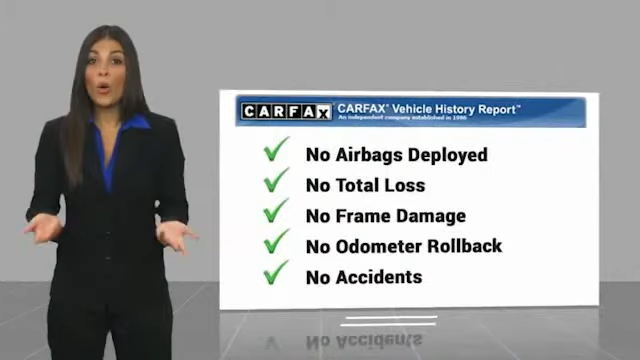 CARFAX CARFAX® Vehicle History Report™
An independent company established in 1986
No Airbags Deployed
No Total Loss
No Frame Damage
No Odometer Rollback
No Accidents